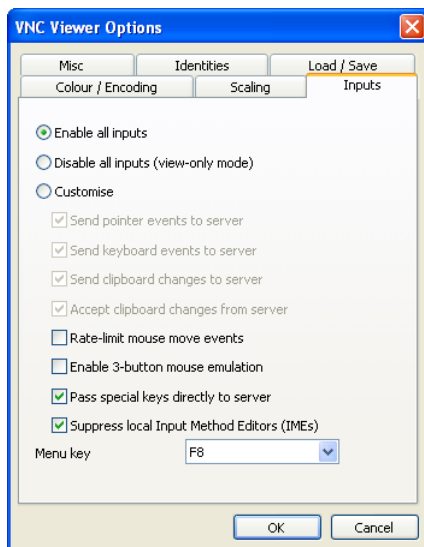 VNC Viewer Options
Misc Identities Load / Save
Colour / Encoding Scaling Inputs
Enable all inputs
Disable all inputs (view-only mode)
Customise
Send pointer events to server
Send keyboard events to server
Send clipboard changes to server
Accept clipboard changes from server
Rate-limit mouse move events
Enable 3-button mouse emulation
Pass special keys directly to server
Suppress local Input Method Editors (IMEs)
Menu key F8
OK Cancel